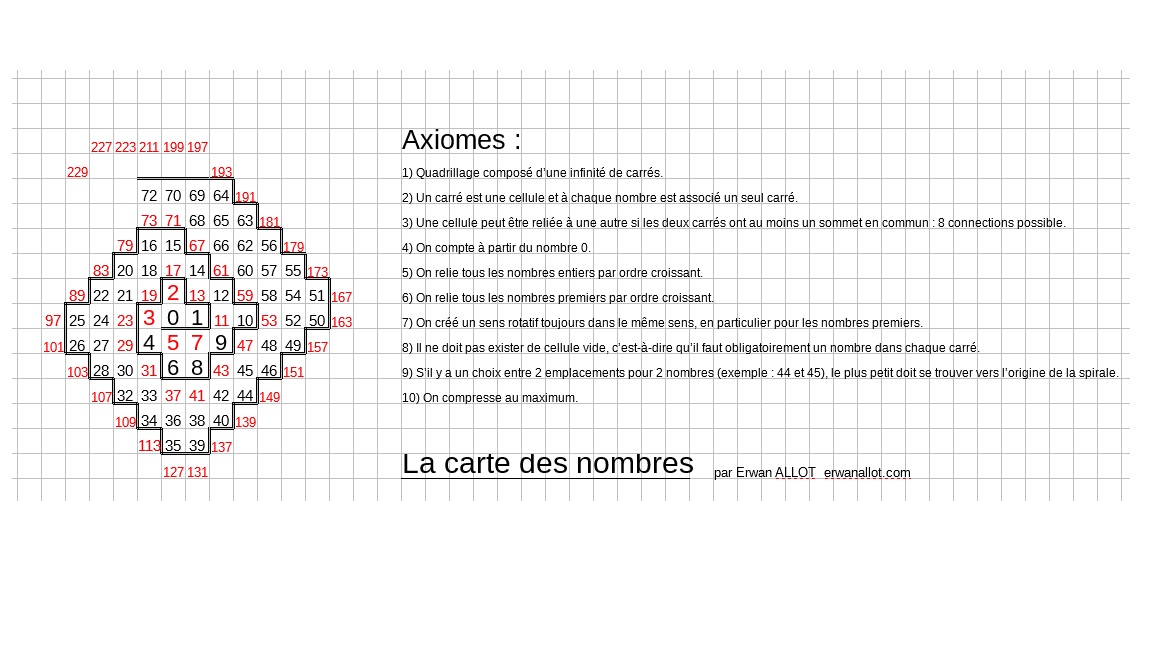 Axiomes :
227 223 211 199 197
229 193
1) Quadrillage composé d'une infinité de carrés.
72 70 69 64 191
2) Un carré est une cellule et à chaque nombre est associé un seul carré.
73 71 68 65 63 181
3) Une cellule peut être reliée à une autre si les deux carrés ont au moins un sommet en commun : 8 connections possible.
79 16 15 67 66 62 56 179
4) On compte à partir du nombre 0.
83 20 18 17 14 61 60 57 55 173
5) On relie tous les nombres entiers par ordre croissant.
89 22 21 19 2 13 12 59 58 54 51 167
6) On relie tous les nombres premiers par ordre croissant.
97 25 24 23 3 0 1 11 10 53 52 50 163
7) On créé un sens rotatif toujours dans le même sens, en particulier pour les nombres premiers.
101 26 27 29 4 5 7 9 47 48 49 157
8) Il ne doit pas exister de cellule vide, c'est-à-dire qu'il faut obligatoirement un nombre dans chaque carré.
103 28 30 31 6 8 43 45 46 151
9) S'il y a un choix entre 2 emplacements pour 2 nombres (exemple : 44 et 45), le plus petit doit se trouver vers l'origine de la spirale.
107 32 33 37 41 42 44 149
10) On compresse au maximum.
109 34 36 38 40 139
113 35 39 137
127 131
La carte des nombres par Erwan ALLOT erwanallot.com